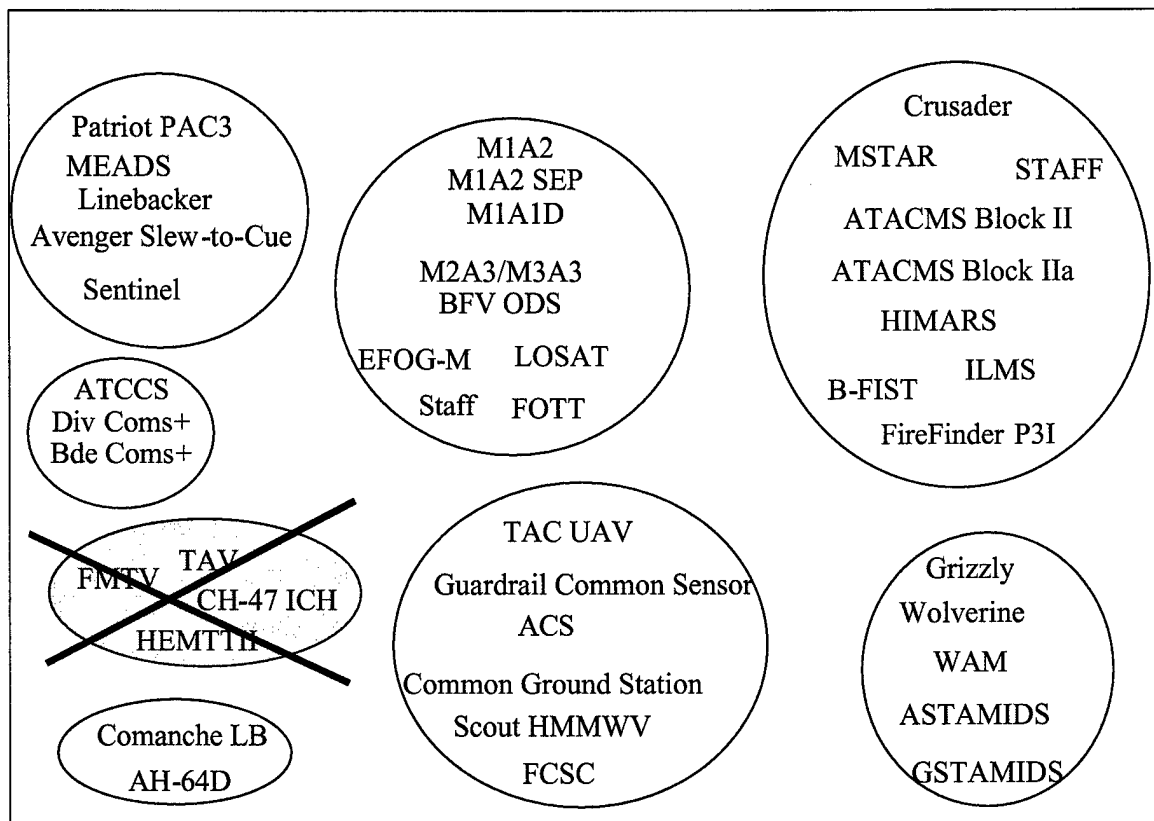 Patriot PAC3
MEADS
Linebacker
Avenger Slew-to-Cue
Sentinel
ATCCS
Div Coms+
Bde Coms+
TAV
FMTV
CH-47 ICH
HEMTTII
Comanche LB
AH-64D
M1A2
M1A2 SEP
M1A1D
M2A3/M3A3
BFV ODS
EFOG-M LOSAT
Staff FOTT
TAC UAV
Guardrail Common Sensor
ACS
Common Ground Station
Scout HMMWV
FCSC
Crusader
MSTAR STAFF
ATACMS Block II
ATACMS Block IIa
HIMARS
ILMS
B-FIST
FireFinder P3I
Grizzly
Wolverine
WAM
ASTAMIDS
GSTAMIDS